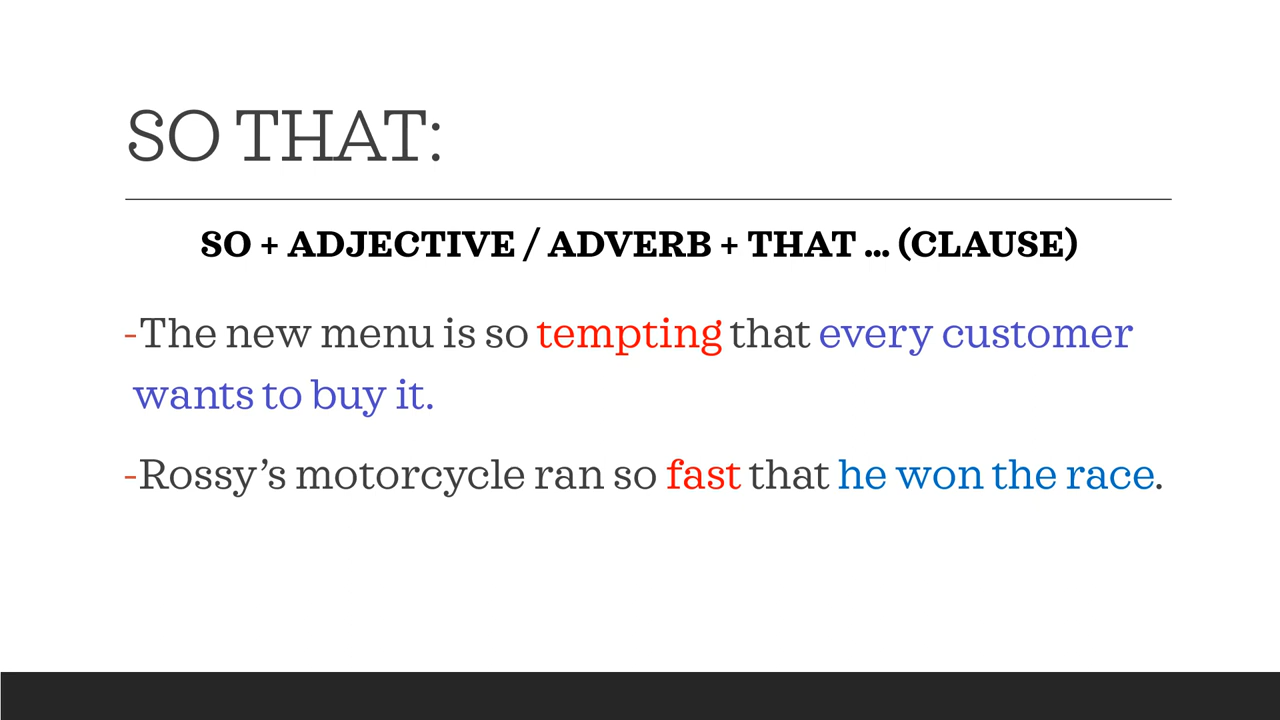 SO THAT:
SO + ADJECTIVE / ADVERB + THAT ... (CLAUSE)
-The new menu is so tempting that every customer
wants to buy it.
-Rossy’s motorcycle ran so fast that he won the race.